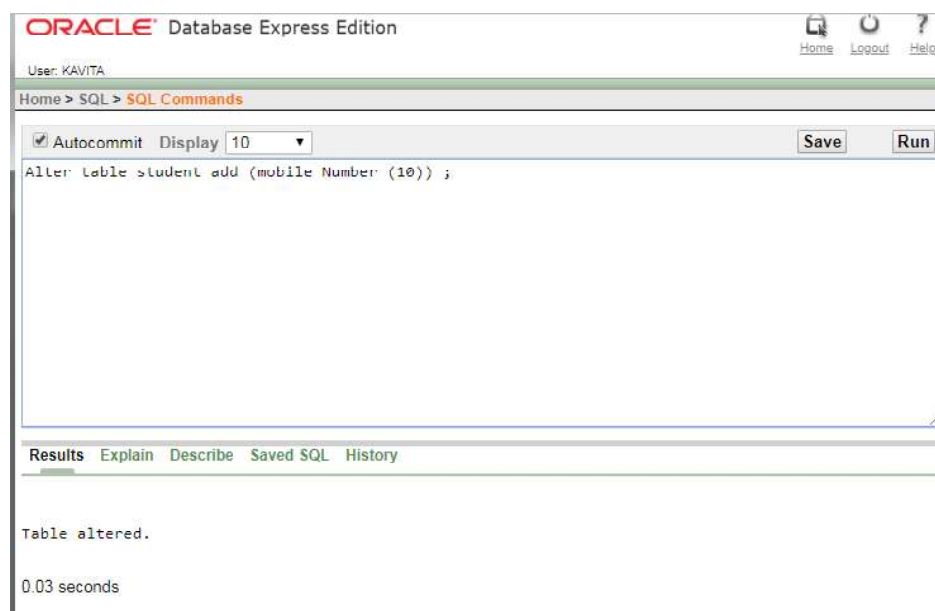 ORACLE Database Express Edition
Home Logout Help
User: KAVITA
Home > SQL > SQL Commands
Autocommit Display 10 Save Run
Alter table student add (mobile Number (10)) ;
Results Explain Describe Saved SQL History
Table altered.
0.03 seconds